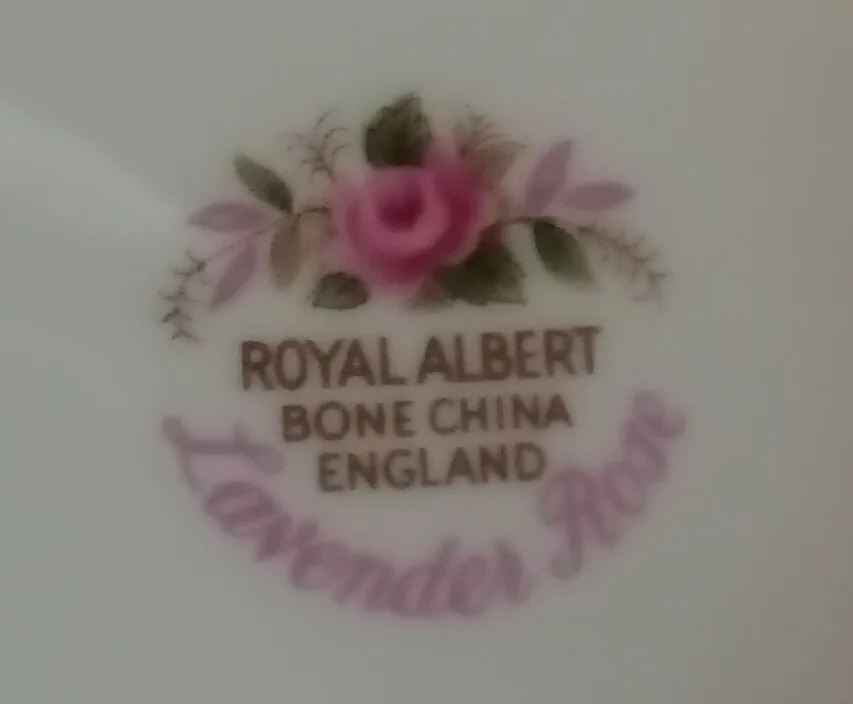 ROYAL ALBERT
BONE CHINA
ENGLAND
Lavender Rose